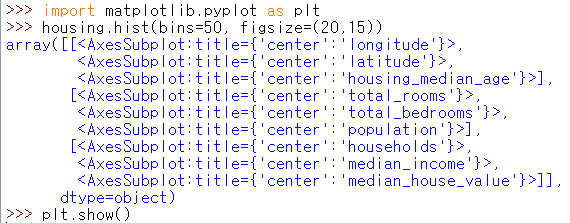 >>> import matplotlib.pyplot as plt
>>> housing.hist(bins=50, figsize=(20,15))
array([[<AxesSubplot:title={'center':'longitude'}>,
        <AxesSubplot:title={'center':'latitude'}>,
        <AxesSubplot:title={'center':'housing_median_age'}>],
       [<AxesSubplot:title={'center':'total_rooms'}>,
        <AxesSubplot:title={'center':'total_bedrooms'}>,
        <AxesSubplot:title={'center':'population'}>],
       [<AxesSubplot:title={'center':'households'}>,
        <AxesSubplot:title={'center':'median_income'}>,
        <AxesSubplot:title={'center':'median_house_value'}>]],
      dtype=object)
>>> plt.show()